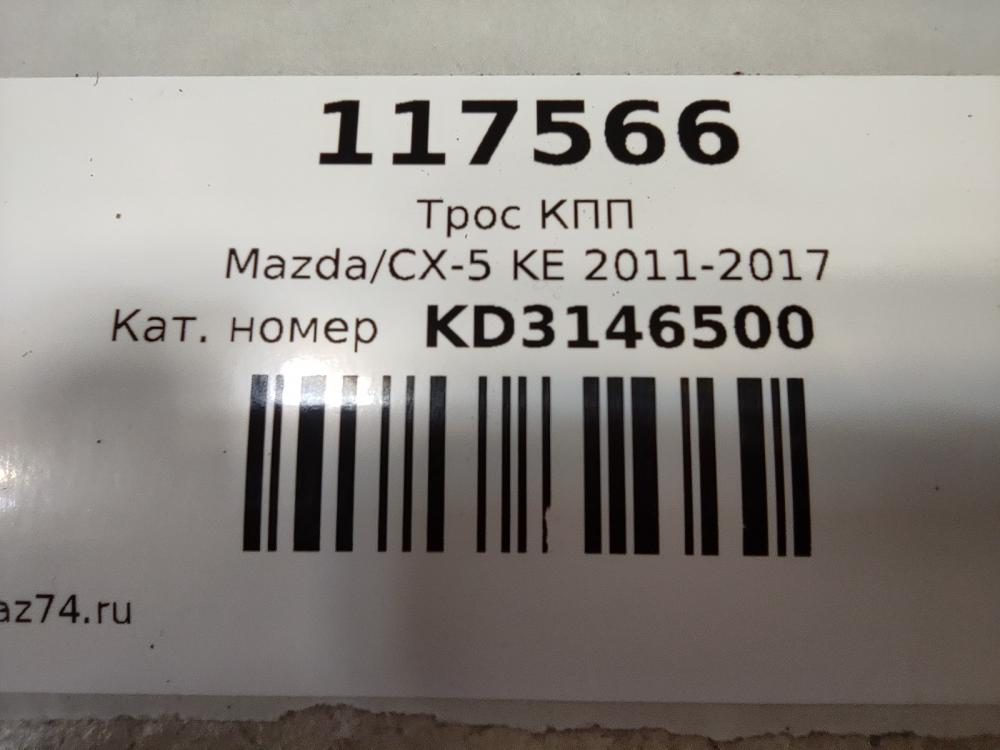 117566
Трос КПП
Mazda/CX-5 KE 2011-2017
Кат. номер KD3146500
az74.ru